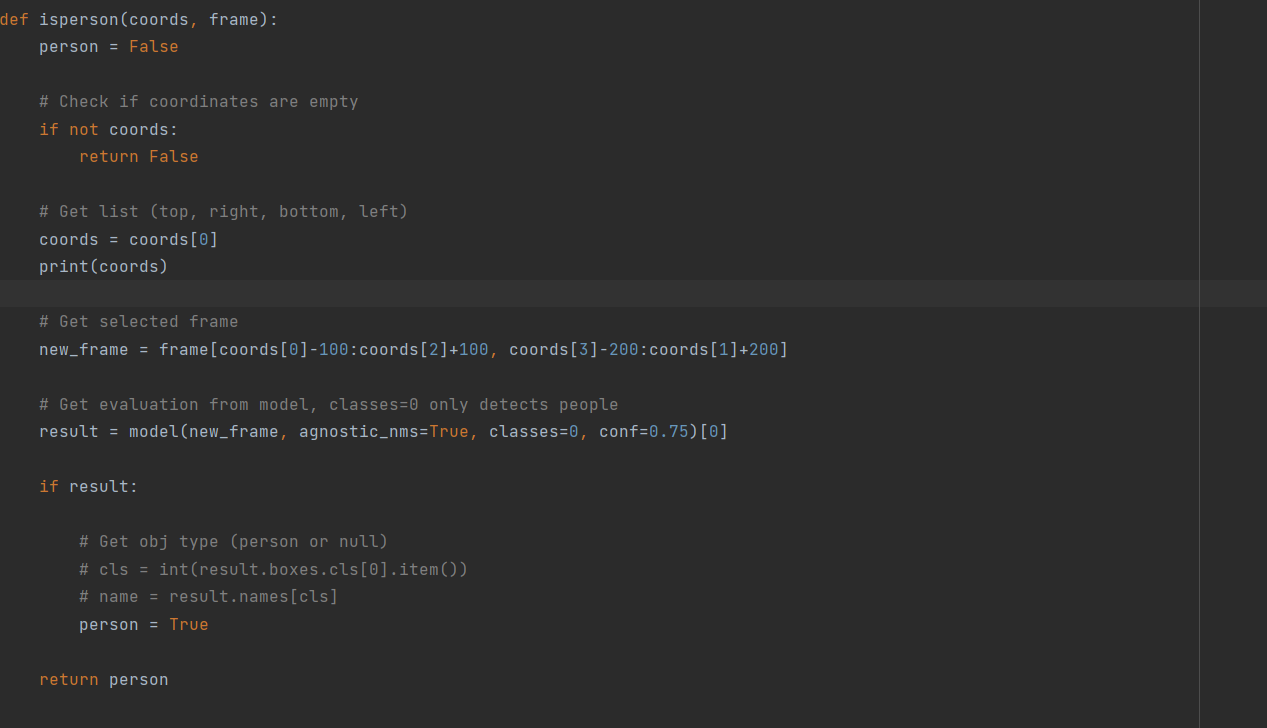 def isperson(coords, frame):
    person = False
    # Check if coordinates are empty
    if not coords:
        return False
    # Get list (top, right, bottom, left)
    coords = coords[0]
    print(coords)
    # Get selected frame
    new_frame = frame[coords[0]-100:coords[2]+100, coords[3]-200:coords[1]+200]
    # Get evaluation from model, classes=0 only detects people
    result = model(new_frame, agnostic_nms=True, classes=0, conf=0.75)[0]
    if result:
        # Get obj type (person or null)
        # cls = int(result.boxes.cls[0].item())
        # name = result.names[cls]
        person = True
    return person